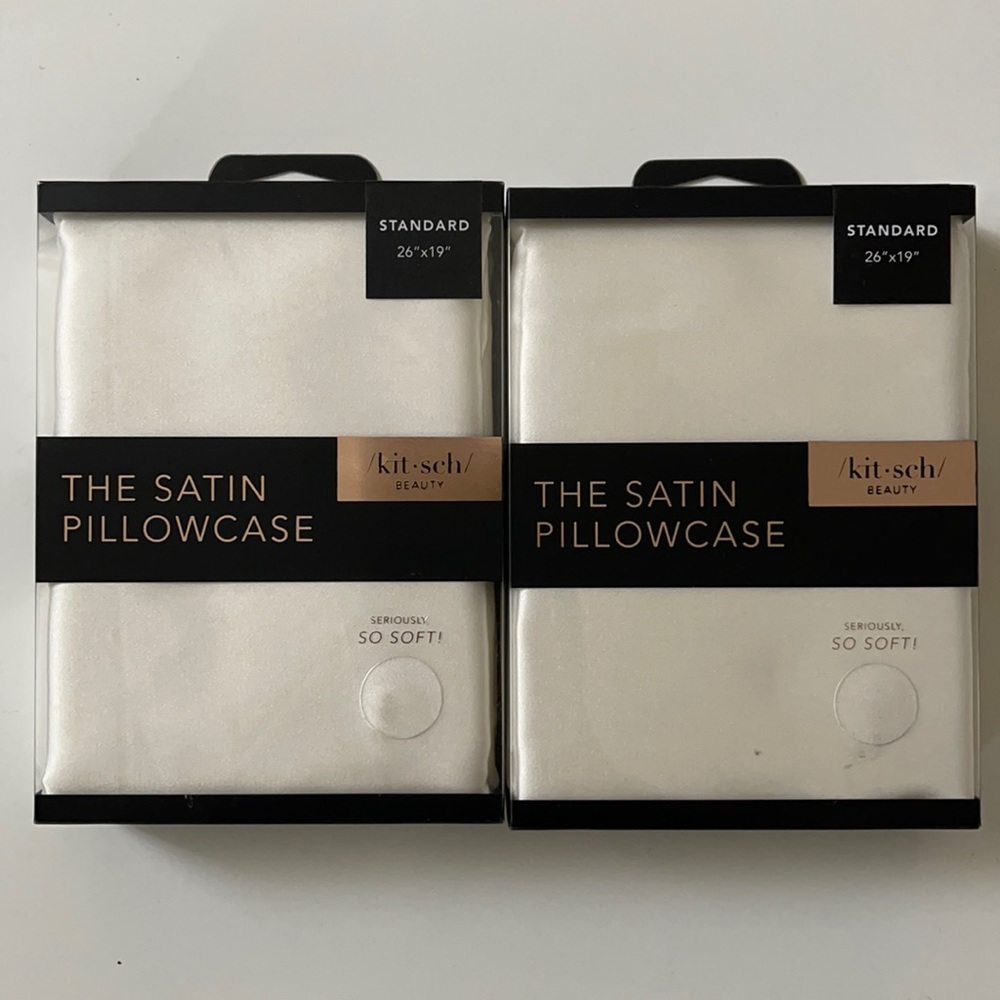 STANDARD
26"x19"
THE SATIN
PILLOWCASE
/kit·sch/
BEAUTY
SERIOUSLY,
SO SOFT!
STANDARD
26"x19"
THE SATIN
PILLOWCASE
/kit·sch/
BEAUTY
SERIOUSLY,
SO SOFT!